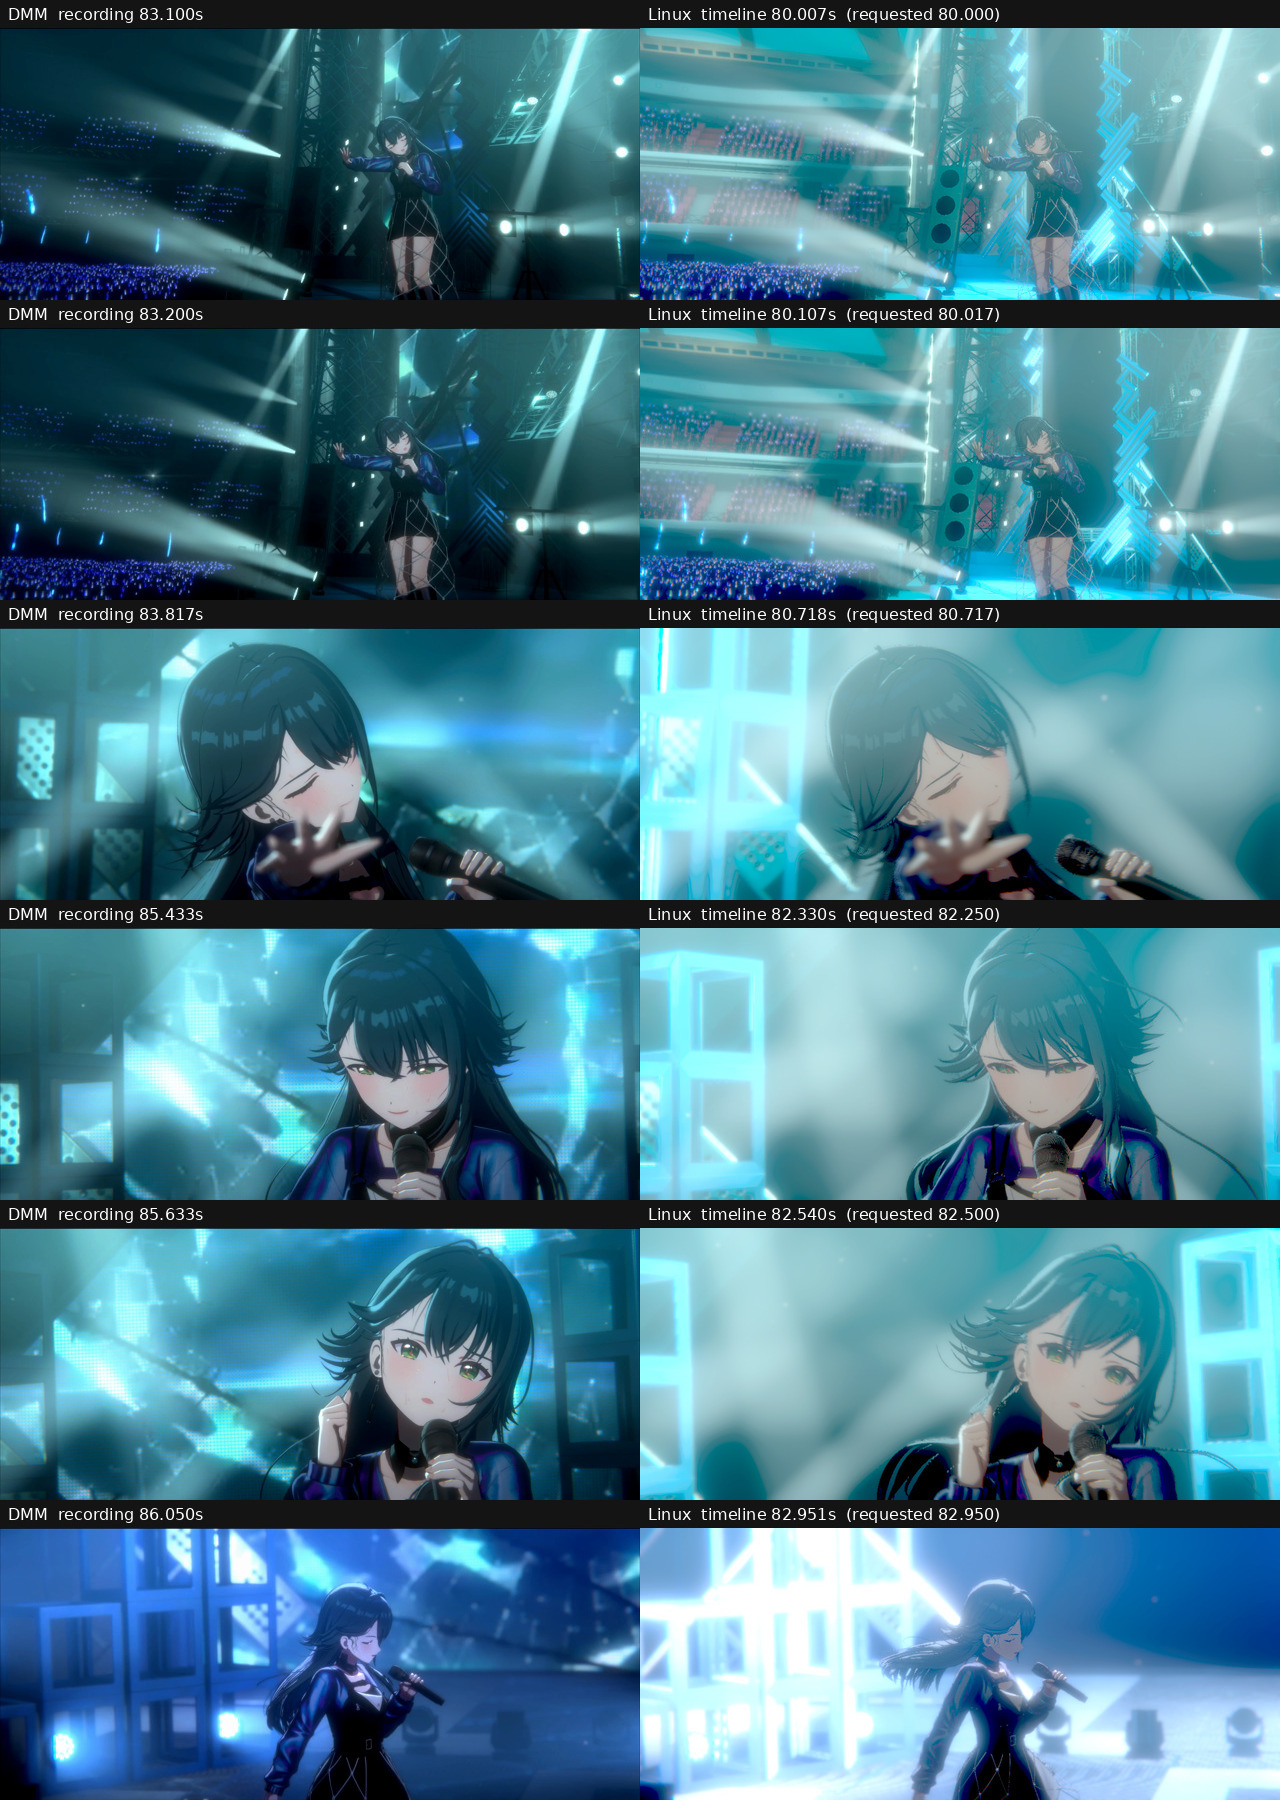 DMM recording 83.100s
Linux timeline 80.007s (requested 80.000)
DMM recording 83.200s
Linux timeline 80.107s (requested 80.017)
DMM recording 83.817s
Linux timeline 80.718s (requested 80.717)
DMM recording 85.433s
Linux timeline 82.330s (requested 82.250)
DMM recording 85.633s
Linux timeline 82.540s (requested 82.500)
DMM recording 86.050s
Linux timeline 82.951s (requested 82.950)